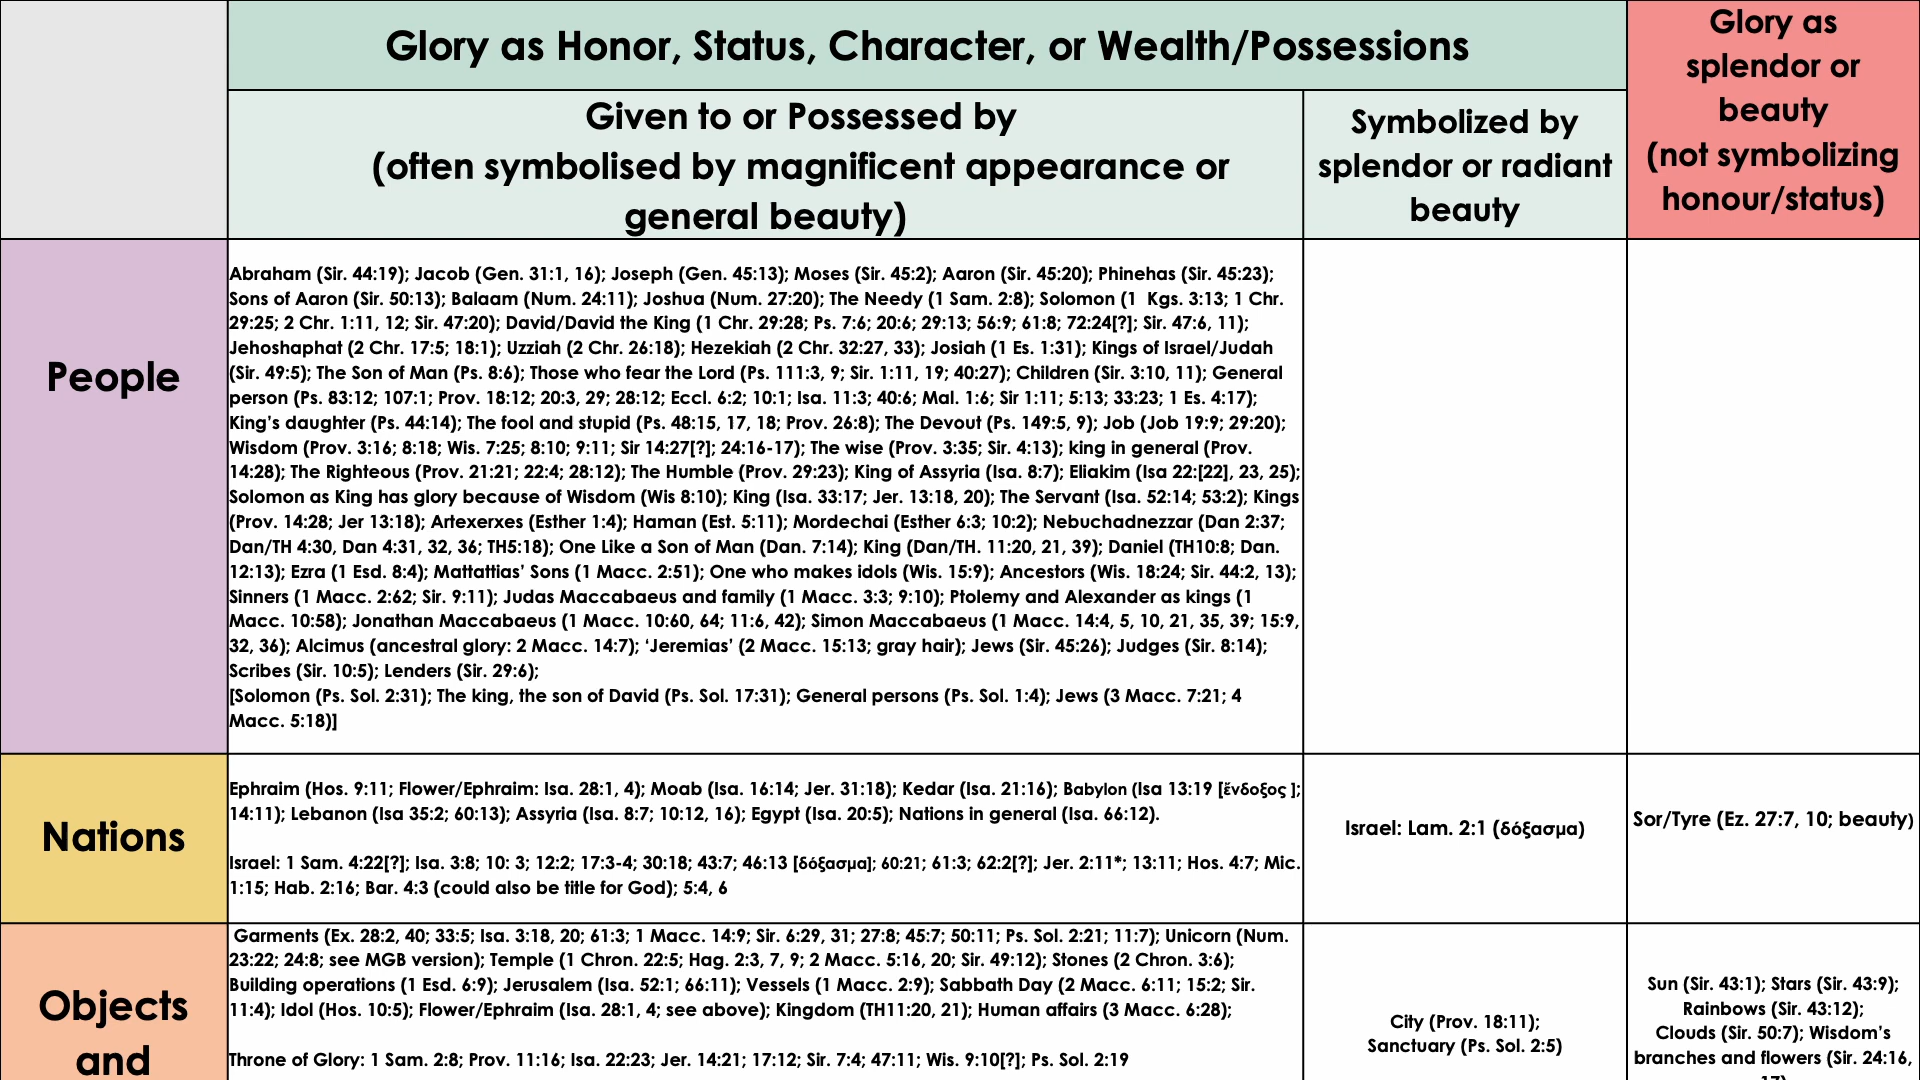 Glory as Honor, Status, Character, or Wealth/Possessions
Glory as
splendor or
beauty
(not symbolizing
honour/status)
Given to or Possessed by
(often symbolised by magnificent appearance or
general beauty)
Symbolized by
splendor or radiant
beauty
People
Abraham (Sir. 44:19); Jacob (Gen. 31:1, 16); Joseph (Gen. 45:13); Moses (Sir. 45:2); Aaron (Sir. 45:20); Phinehas (Sir. 45:23);
Sons of Aaron (Sir. 50:13); Balaam (Num. 24:11); Joshua (Num. 27:20); The Needy (1 Sam. 2:8); Solomon (1  Kgs. 3:13; 1 Chr.
29:25; 2 Chr. 1:11, 12; Sir. 47:20); David/David the King (1 Chr. 29:28; Ps. 7:6; 20:6; 29:13; 56:9; 61:8; 72:24[?]; Sir. 47:6, 11);
Jehoshaphat (2 Chr. 17:5; 18:1); Uzziah (2 Chr. 26:18); Hezekiah (2 Chr. 32:27, 33); Josiah (1 Es. 1:31); Kings of Israel/Judah
(Sir. 49:5); The Son of Man (Ps. 8:6); Those who fear the Lord (Ps. 111:3, 9; Sir. 1:11, 19; 40:27); Children (Sir. 3:10, 11); General
person (Ps. 83:12; 107:1; Prov. 18:12; 20:3, 29; 28:12; Eccl. 6:2; 10:1; Isa. 11:3; 40:6; Mal. 1:6; Sir 1:11; 5:13; 33:23; 1 Es. 4:17);
King’s daughter (Ps. 44:14); The fool and stupid (Ps. 48:15, 17, 18; Prov. 26:8); The Devout (Ps. 149:5, 9); Job (Job 19:9; 29:20);
Wisdom (Prov. 3:16; 8:18; Wis. 7:25; 8:10; 9:11; Sir 14:27[?]; 24:16-17); The wise (Prov. 3:35; Sir. 4:13); king in general (Prov.
14:28); The Righteous (Prov. 21:21; 22:4; 28:12); The Humble (Prov. 29:23); King of Assyria (Isa. 8:7); Eliakim (Isa 22:[22], 23, 25);
Solomon as King has glory because of Wisdom (Wis 8:10); King (Isa. 33:17; Jer. 13:18, 20); The Servant (Isa. 52:14; 53:2); Kings
(Prov. 14:28; Jer 13:18); Artexerxes (Esther 1:4); Haman (Est. 5:11); Mordechai (Esther 6:3; 10:2); Nebuchadnezzar (Dan 2:37;
Dan/TH 4:30, Dan 4:31, 32, 36; TH5:18); One Like a Son of Man (Dan. 7:14); King (Dan/TH. 11:20, 21, 39); Daniel (TH10:8; Dan.
12:13); Ezra (1 Esd. 8:4); Mattattias’ Sons (1 Macc. 2:51); One who makes idols (Wis. 15:9); Ancestors (Wis. 18:24; Sir. 44:2, 13);
Sinners (1 Macc. 2:62; Sir. 9:11); Judas Maccabaeus and family (1 Macc. 3:3; 9:10); Ptolemy and Alexander as kings (1
Macc. 10:58); Jonathan Maccabaeus (1 Macc. 10:60, 64; 11:6, 42); Simon Maccabaeus (1 Macc. 14:4, 5, 10, 21, 35, 39; 15:9,
32, 36); Alcimus (ancestral glory: 2 Macc. 14:7); ‘Jeremias’ (2 Macc. 15:13; gray hair); Jews (Sir. 45:26); Judges (Sir. 8:14);
Scribes (Sir. 10:5); Lenders (Sir. 29:6);
[Solomon (Ps. Sol. 2:31); The king, the son of David (Ps. Sol. 17:31); General persons (Ps. Sol. 1:4); Jews (3 Macc. 7:21; 4
Macc. 5:18)]
Nations
Ephraim (Hos. 9:11; Flower/Ephraim: Isa. 28:1, 4); Moab (Isa. 16:14; Jer. 31:18); Kedar (Isa. 21:16); Babylon (Isa 13:19 [ἔνδοξος ];
14:11); Lebanon (Isa 35:2; 60:13); Assyria (Isa. 8:7; 10:12, 16); Egypt (Isa. 20:5); Nations in general (Isa. 66:12).
Israel: 1 Sam. 4:22[?]; Isa. 3:8; 10: 3; 12:2; 17:3-4; 30:18; 43:7; 46:13 [δόξασμα]; 60:21; 61:3; 62:2[?]; Jer. 2:11*; 13:11; Hos. 4:7; Mic.
1:15; Hab. 2:16; Bar. 4:3 (could also be title for God); 5:4, 6
Israel: Lam. 2:1 (δόξασμα)
Sor/Tyre (Ez. 27:7, 10; beauty)
Objects
and
Garments (Ex. 28:2, 40; 33:5; Isa. 3:18, 20; 61:3; 1 Macc. 14:9; Sir. 6:29, 31; 27:8; 45:7; 50:11; Ps. Sol. 2:21; 11:7); Unicorn (Num.
23:22; 24:8; see MGB version); Temple (1 Chron. 22:5; Hag. 2:3, 7, 9; 2 Macc. 5:16, 20; Sir. 49:12); Stones (2 Chron. 3:6);
Building operations (1 Esd. 6:9); Jerusalem (Isa. 52:1; 66:11); Vessels (1 Macc. 2:9); Sabbath Day (2 Macc. 6:11; 15:2; Sir.
11:4); Idol (Hos. 10:5); Flower/Ephraim (Isa. 28:1, 4; see above); Kingdom (TH11:20, 21); Human affairs (3 Macc. 6:28);
Throne of Glory: 1 Sam. 2:8; Prov. 11:16; Isa. 22:23; Jer. 14:21; 17:12; Sir. 7:4; 47:11; Wis. 9:10[?]; Ps. Sol. 2:19
City (Prov. 18:11);
Sanctuary (Ps. Sol. 2:5)
Sun (Sir. 43:1); Stars (Sir. 43:9);
Rainbows (Sir. 43:12);
Clouds (Sir. 50:7); Wisdom’s
branches and flowers (Sir. 24:16,
17)